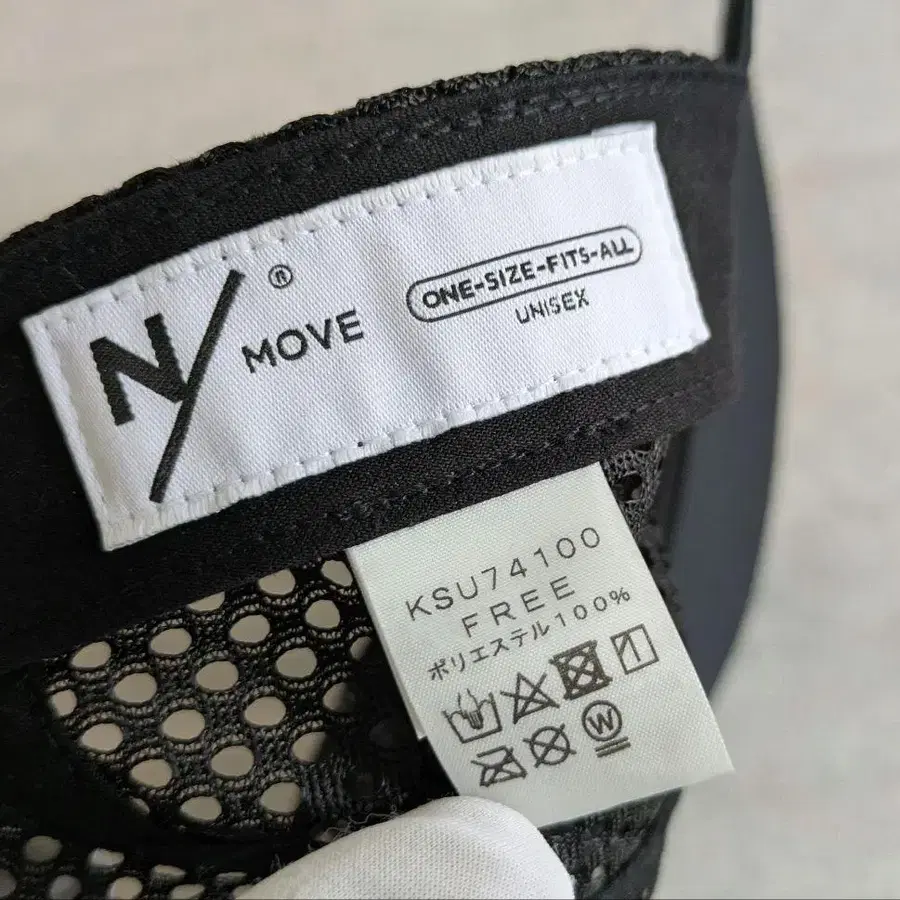 N/® MOVE
ONE-SIZE-FITS-ALL
UNISEX
KSU74100
FREE
ポリエステル100%
W